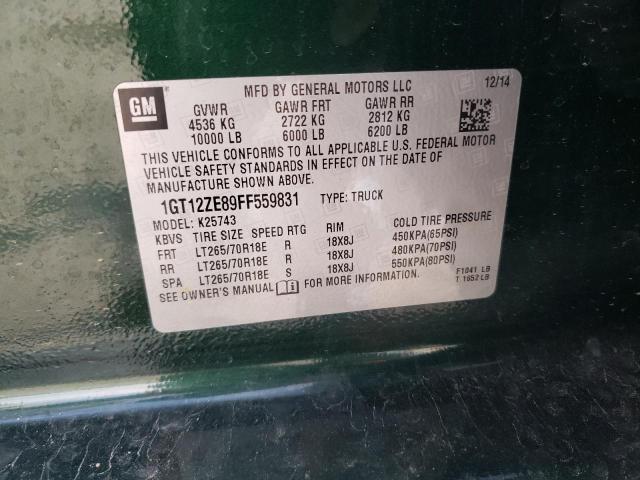 MFD BY GENERAL MOTORS LLC 12/14
GM
GVWR GAWR FRT GAWR RR
4536 KG 2722 KG 2812 KG
10000 LB 6000 LB 6200 LB
THIS VEHICLE CONFORMS TO ALL APPLICABLE U.S. FEDERAL MOTOR
VEHICLE SAFETY STANDARDS IN EFFECT ON THE DATE OF
MANUFACTURE SHOWN ABOVE.
1GT12ZE89FF559831 TYPE: TRUCK
MODEL: K25743
KBVS TIRE SIZE SPEED RTG RIM COLD TIRE PRESSURE
FRT LT265/70R18E R 18X8J 450KPA(65PSI)
RR LT265/70R18E R 18X8J 480KPA(70PSI)
SPA LT265/70R18E S 18X8J 550KPA(80PSI)
SEE OWNER'S MANUAL FOR MORE INFORMATION
F1041 LB
T 1652 LB